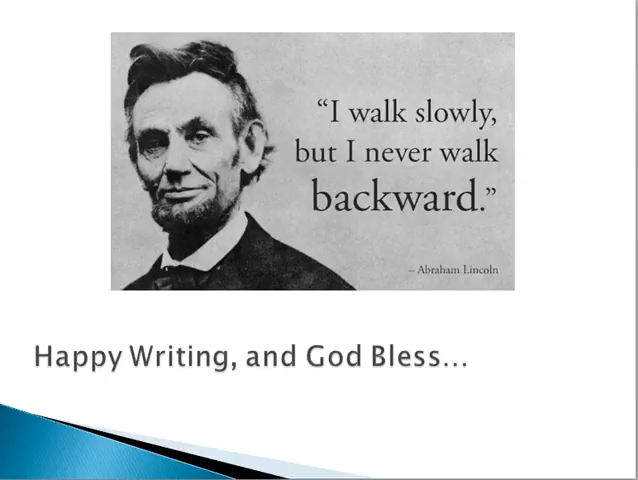 “I walk slowly,
but I never walk
backward.”
– Abraham Lincoln
Happy Writing, and God Bless…